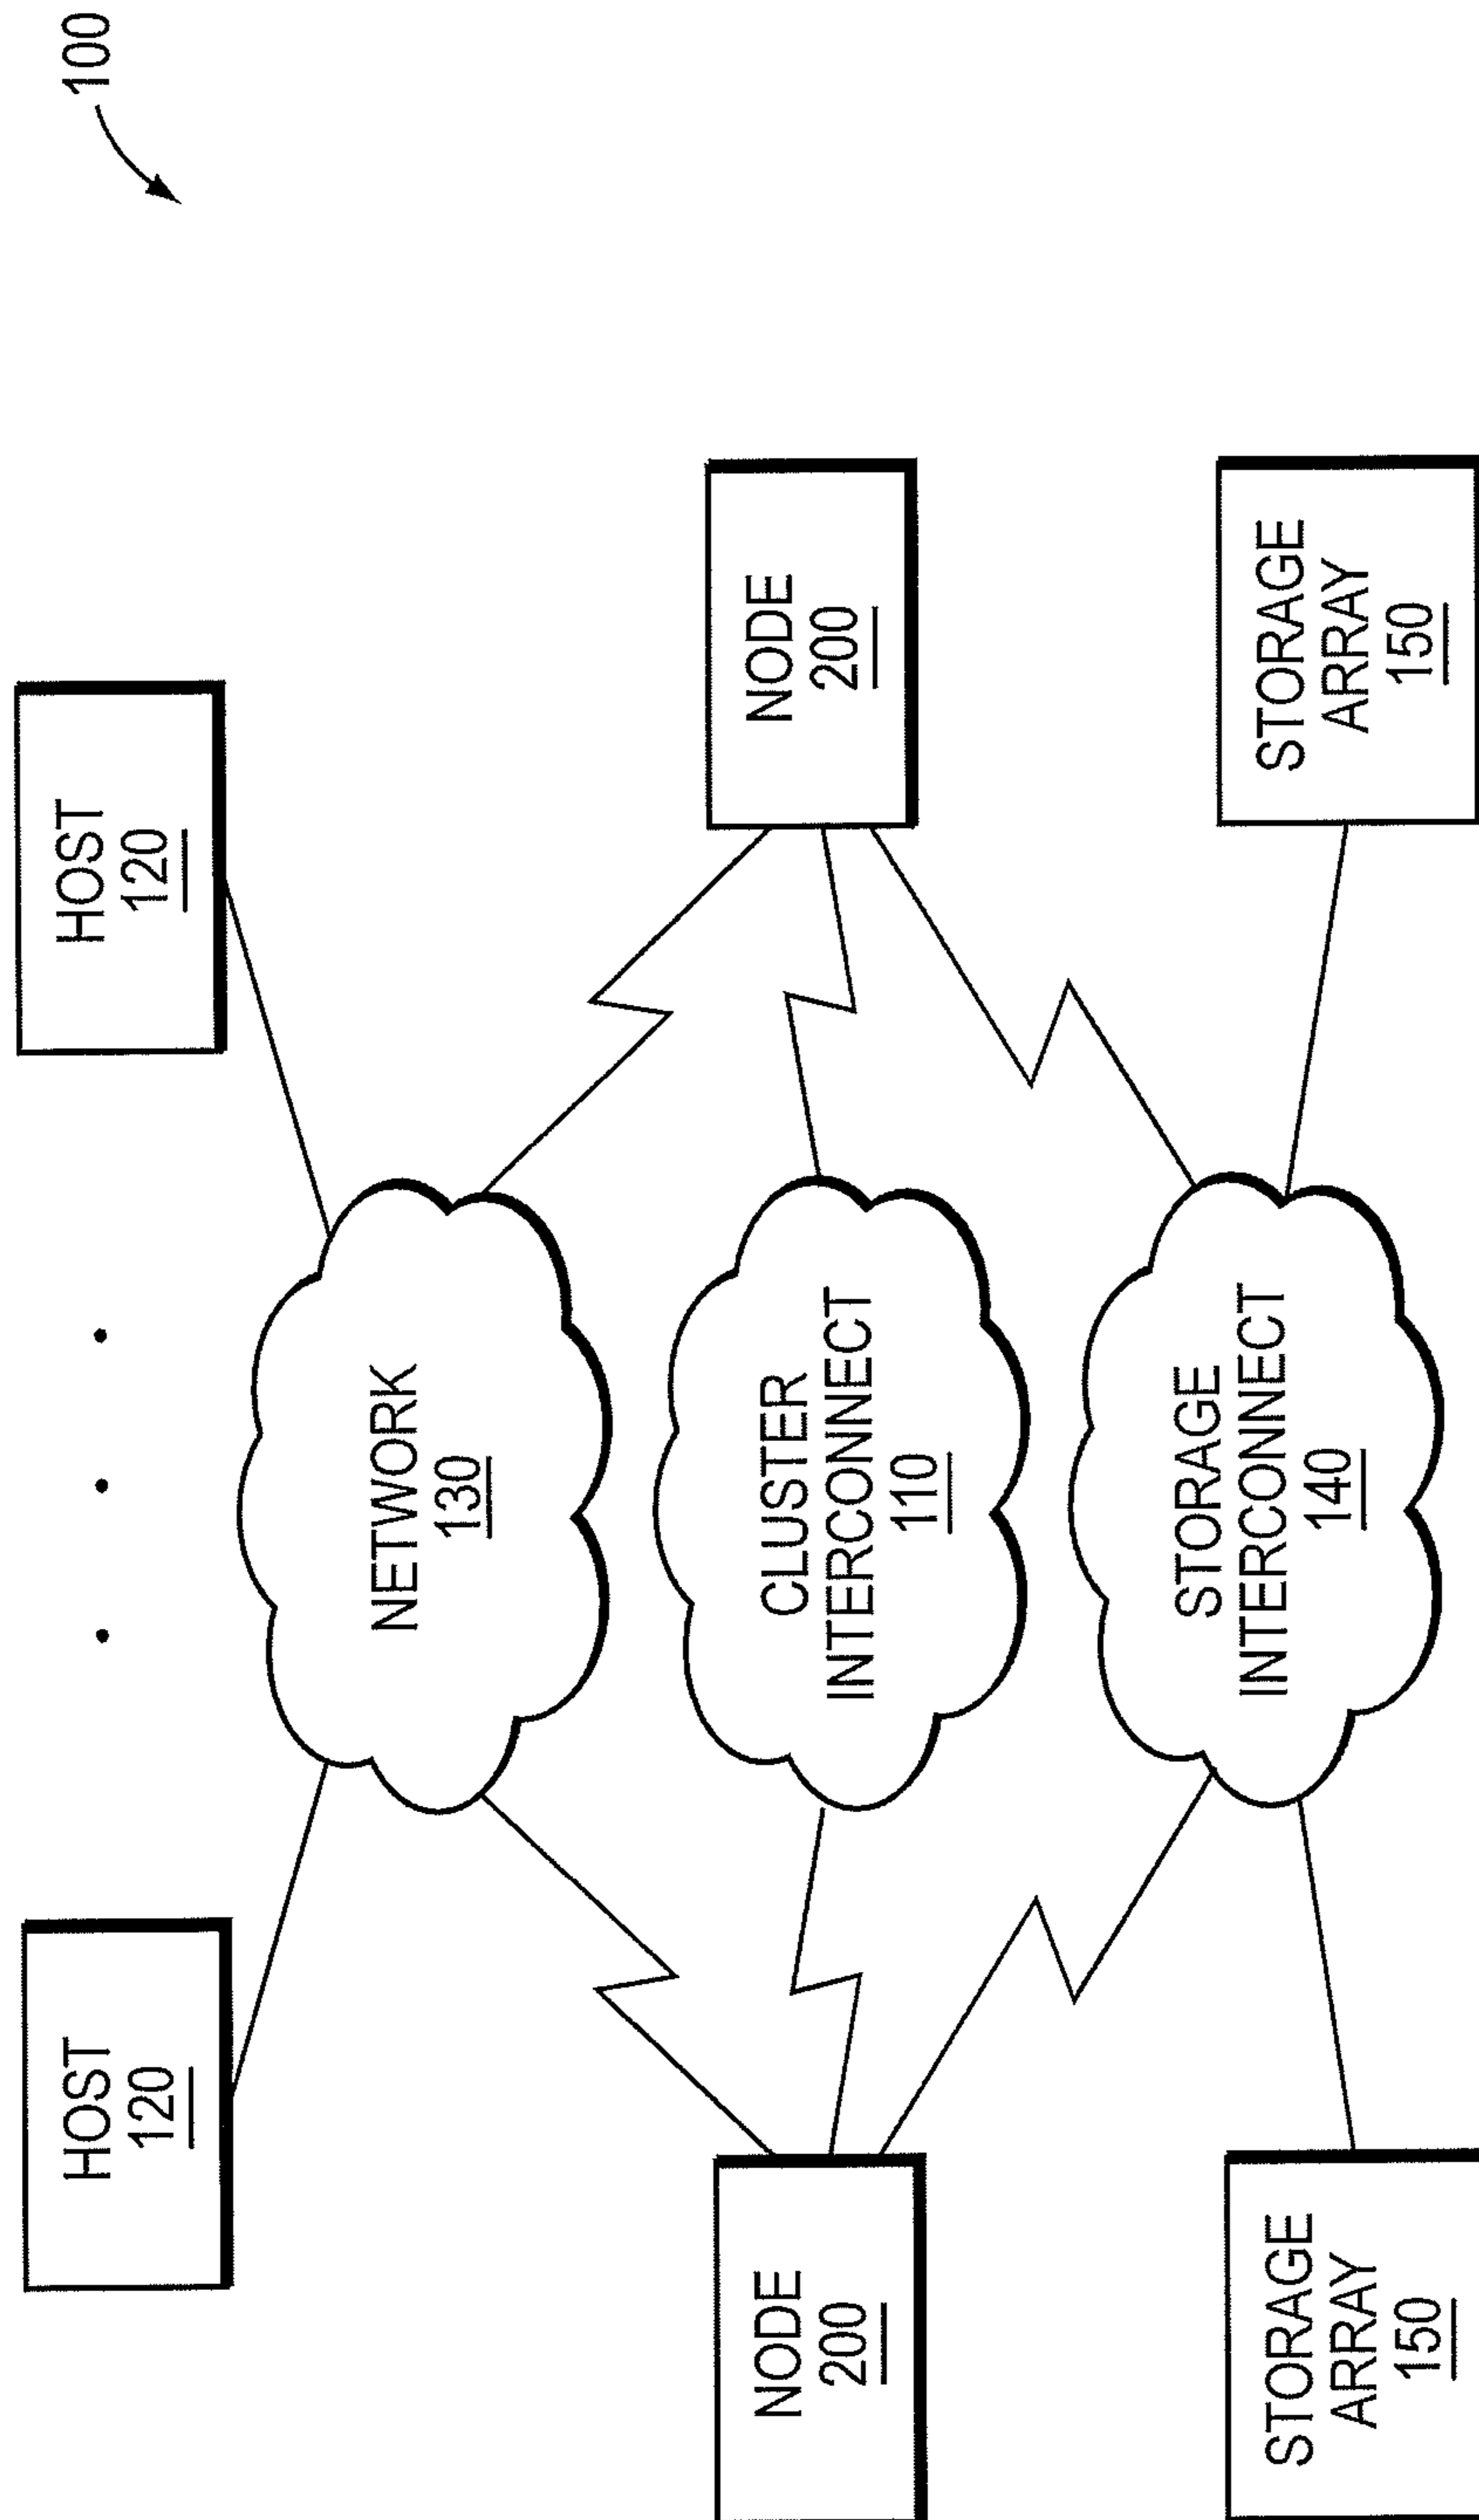 100
HOST
120
HOST
120
NETWORK
130
NODE
200
CLUSTER
INTERCONNECT
110
NODE
200
STORAGE
INTERCONNECT
140
STORAGE
ARRAY
150
STORAGE
ARRAY
150